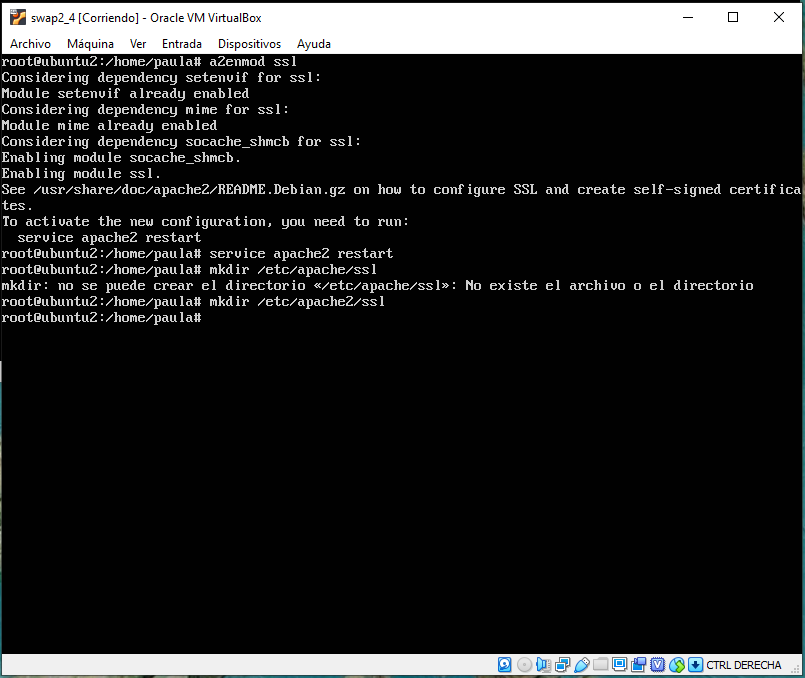 swap2_4 [Corriendo] - Oracle VM VirtualBox
Archivo Máquina Ver Entrada Dispositivos Ayuda
root@ubuntu2:/home/paula# a2enmod ssl
Considering dependency setenvif for ssl:
Module setenvif already enabled
Considering dependency mime for ssl:
Module mime already enabled
Considering dependency socache_shmcb for ssl:
Enabling module socache_shmcb.
Enabling module ssl.
See /usr/share/doc/apache2/README.Debian.gz on how to configure SSL and create self-signed certifica
tes.
To activate the new configuration, you need to run:
  service apache2 restart
root@ubuntu2:/home/paula# service apache2 restart
root@ubuntu2:/home/paula# mkdir /etc/apache/ssl
mkdir: no se puede crear el directorio «/etc/apache/ssl»: No existe el archivo o el directorio
root@ubuntu2:/home/paula# mkdir /etc/apache2/ssl
root@ubuntu2:/home/paula#
CTRL DERECHA